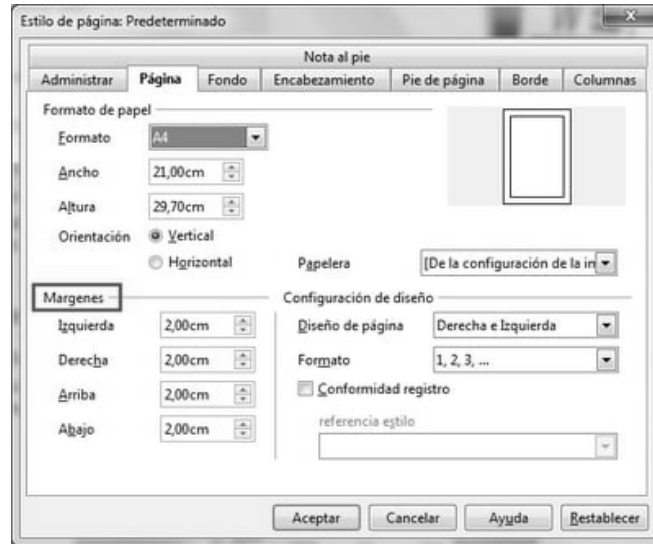 Estilo de página: Predeterminado
Nota al pie
Administrar Página Fondo Encabezamiento Pie de página Borde Columnas
Formato de papel
Formato A4
Ancho 21,00cm
Altura 29,70cm
Orientación Vertical
Horizontal Papelera [De la configuración de la in
Margenes Configuración de diseño
Izquierda 2,00cm Diseño de página Derecha e Izquierda
Derecha 2,00cm Formato 1, 2, 3, ...
Arriba 2,00cm Conformidad registro
Abajo 2,00cm referencia estilo
Aceptar Cancelar Ayuda Restablecer